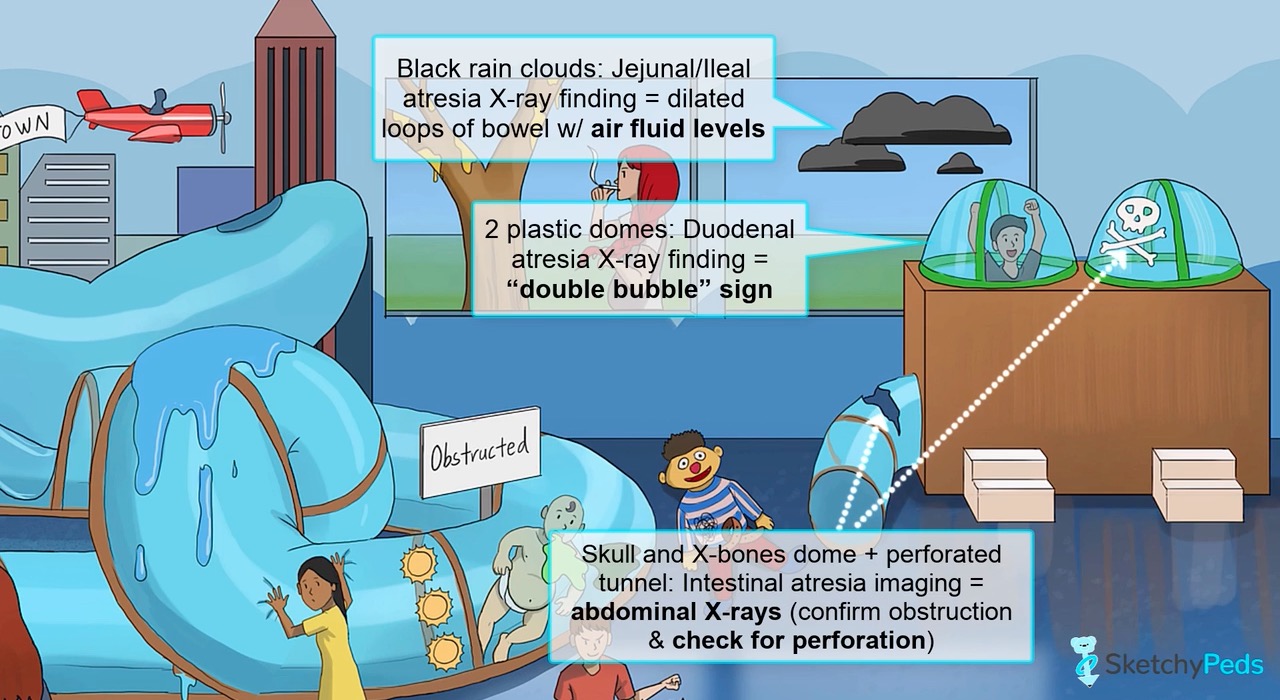 OWN
Black rain clouds: Jejunal/Ileal
atresia X-ray finding = dilated
loops of bowel w/ air fluid levels
2 plastic domes: Duodenal
atresia X-ray finding =
“double bubble” sign
Obstructed
Skull and X-bones dome + perforated
tunnel: Intestinal atresia imaging =
abdominal X-rays (confirm obstruction
& check for perforation)
SketchyPeds